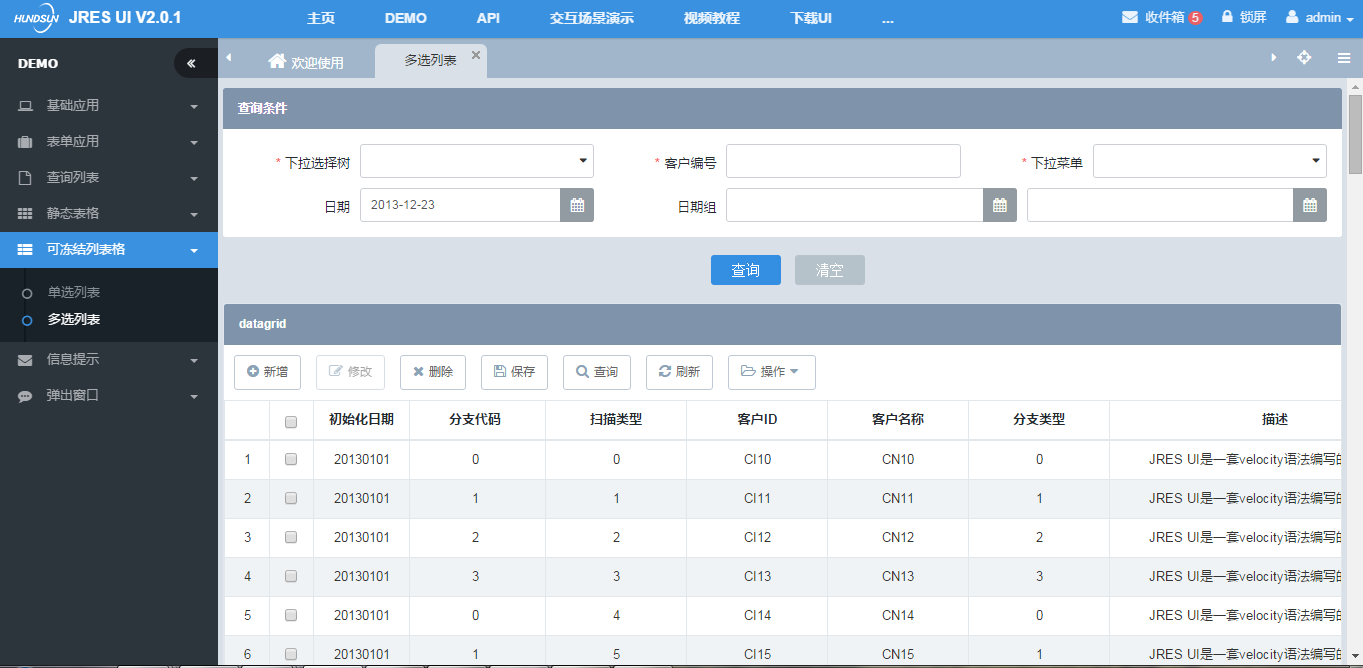 HUNDSUN JRES UI V2.0.1 主页 DEMO API 交互场景演示 视频教程 下载UI ... 收件箱 5 锁屏 admin
DEMO
欢迎使用 多选列表
基础应用
表单应用
查询列表
静态表格
可冻结列表格
单选列表
多选列表
信息提示
弹出窗口
查询条件
* 下拉选择树 * 客户编号 * 下拉菜单
日期 2013-12-23 日期组
查询 清空
datagrid
新增 修改 删除 保存 查询 刷新 操作
初始化日期 分支代码 扫描类型 客户ID 客户名称 分支类型 描述
1 20130101 0 0 CI10 CN10 0 JRES UI是一套velocity语法编写的
2 20130101 1 1 CI11 CN11 1 JRES UI是一套velocity语法编写的
3 20130101 2 2 CI12 CN12 2 JRES UI是一套velocity语法编写的
4 20130101 3 3 CI13 CN13 3 JRES UI是一套velocity语法编写的
5 20130101 0 4 CI14 CN14 0 JRES UI是一套velocity语法编写的
6 20130101 1 5 CI15 CN15 1 JRES UI是一套velocity语法编写的